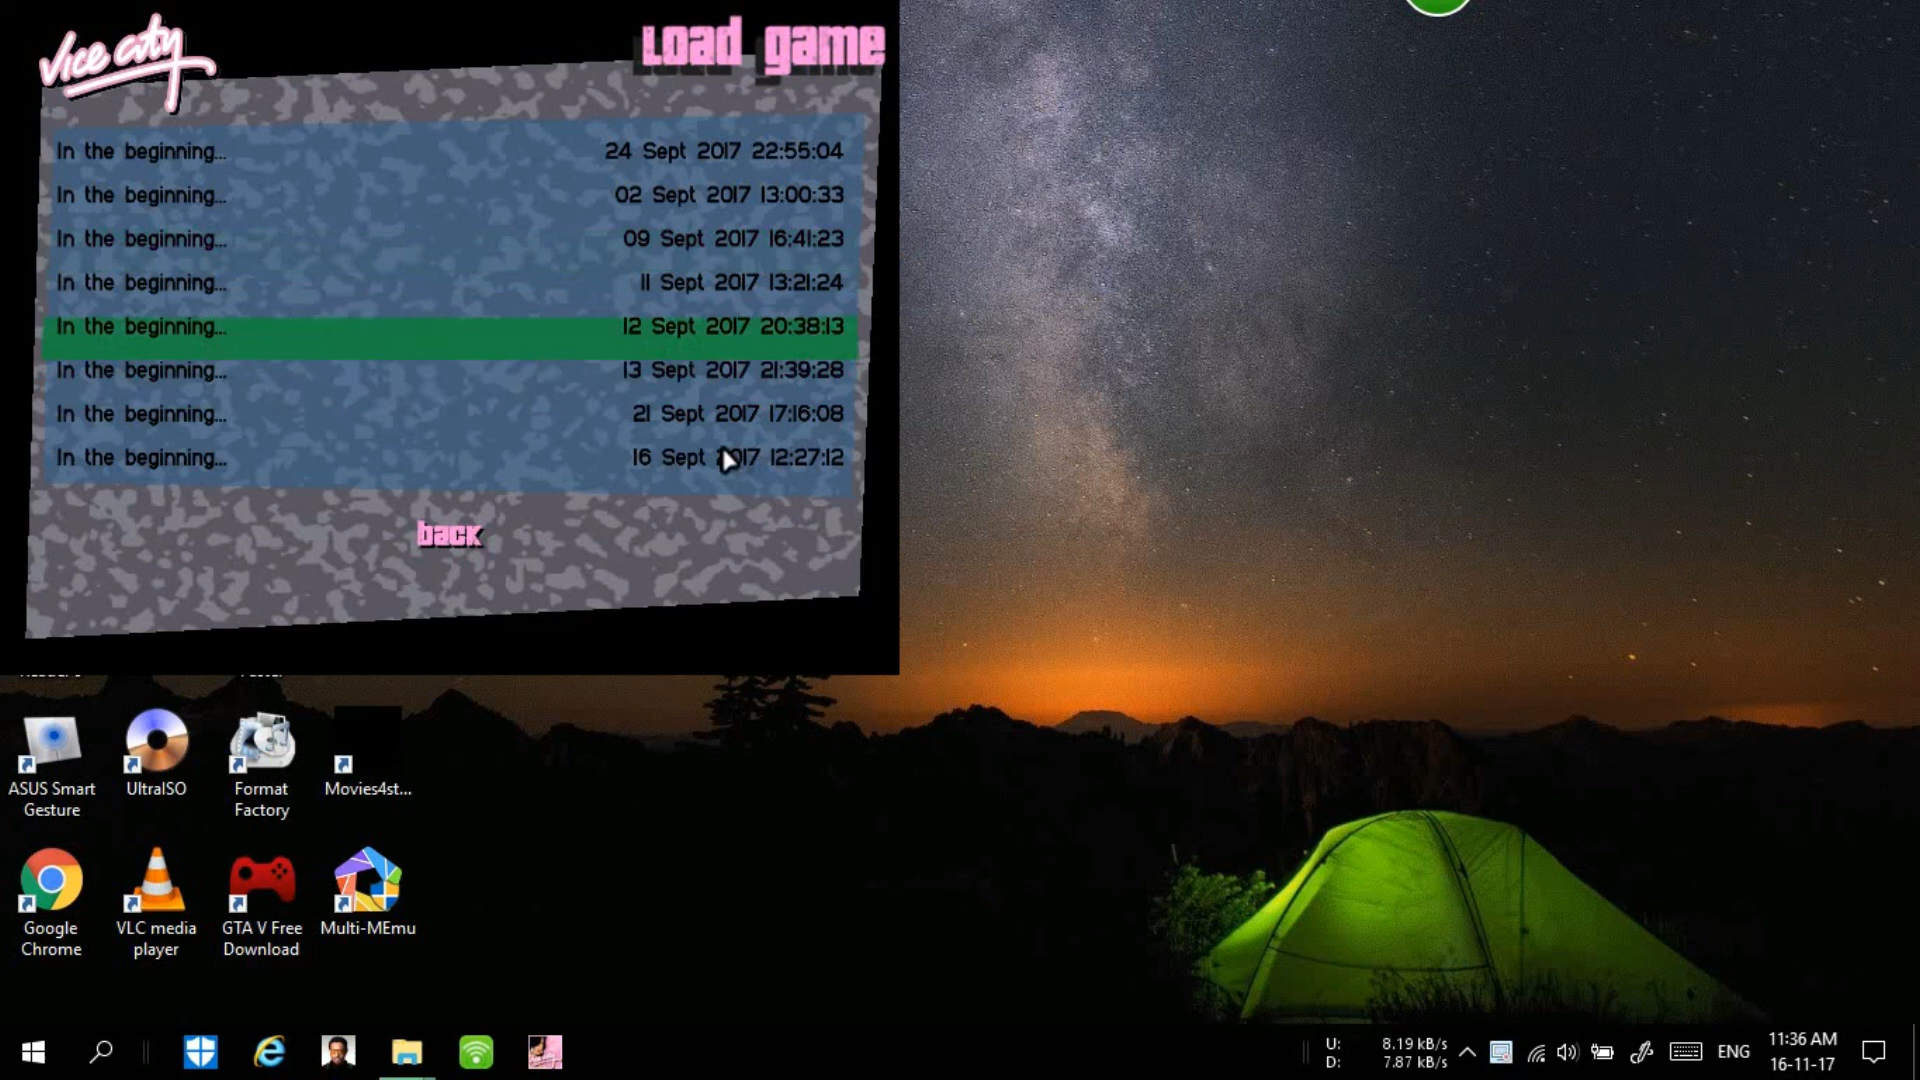 Vice City
Load game
In the beginning... 24 Sept 2017 22:55:04
In the beginning... 02 Sept 2017 13:00:33
In the beginning... 09 Sept 2017 16:41:23
In the beginning... 11 Sept 2017 13:21:24
In the beginning... 12 Sept 2017 20:38:13
In the beginning... 13 Sept 2017 21:39:28
In the beginning... 21 Sept 2017 17:16:08
In the beginning... 16 Sept 2017 12:27:12
back
ASUS Smart
Gesture
UltraISO
Format
Factory
Movies4st...
Google
Chrome
VLC media
player
GTA V Free
Download
Multi-MEmu
U: 8.19 kB/s
D: 7.87 kB/s
ENG
11:36 AM
16-11-17